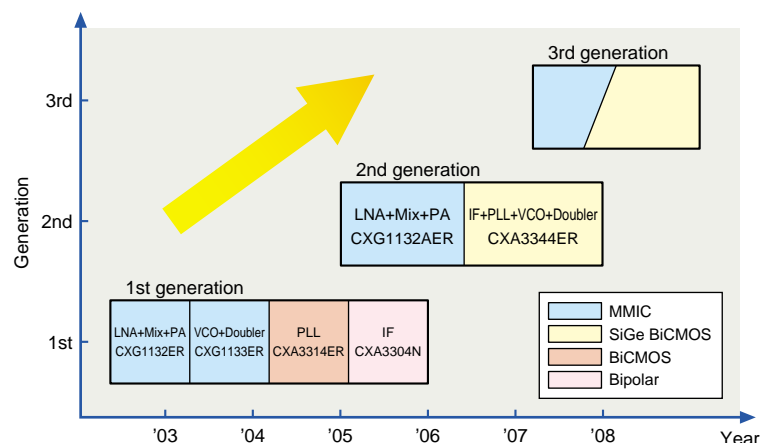 3rd generation
3rd
2nd generation
LNA+Mix+PA
CXG1132AER
IF+PLL+VCO+Doubler
CXA3344ER
2nd
Generation
1st generation
LNA+Mix+PA
CXG1132ER
VCO+Doubler
CXG1133ER
PLL
CXA3314ER
IF
CXA3304N
1st
MMIC
SiGe BiCMOS
BiCMOS
Bipolar
’03 ’04 ’05 ’06 ’07 ’08 Year